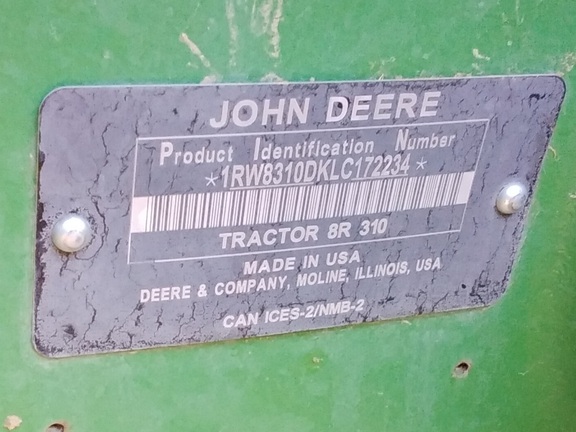 JOHN DEERE
Product Identification Number
*1RW8310DKLC172234*
TRACTOR 8R 310
MADE IN USA
DEERE & COMPANY, MOLINE, ILLINOIS, USA
CAN ICES-2/NMB-2